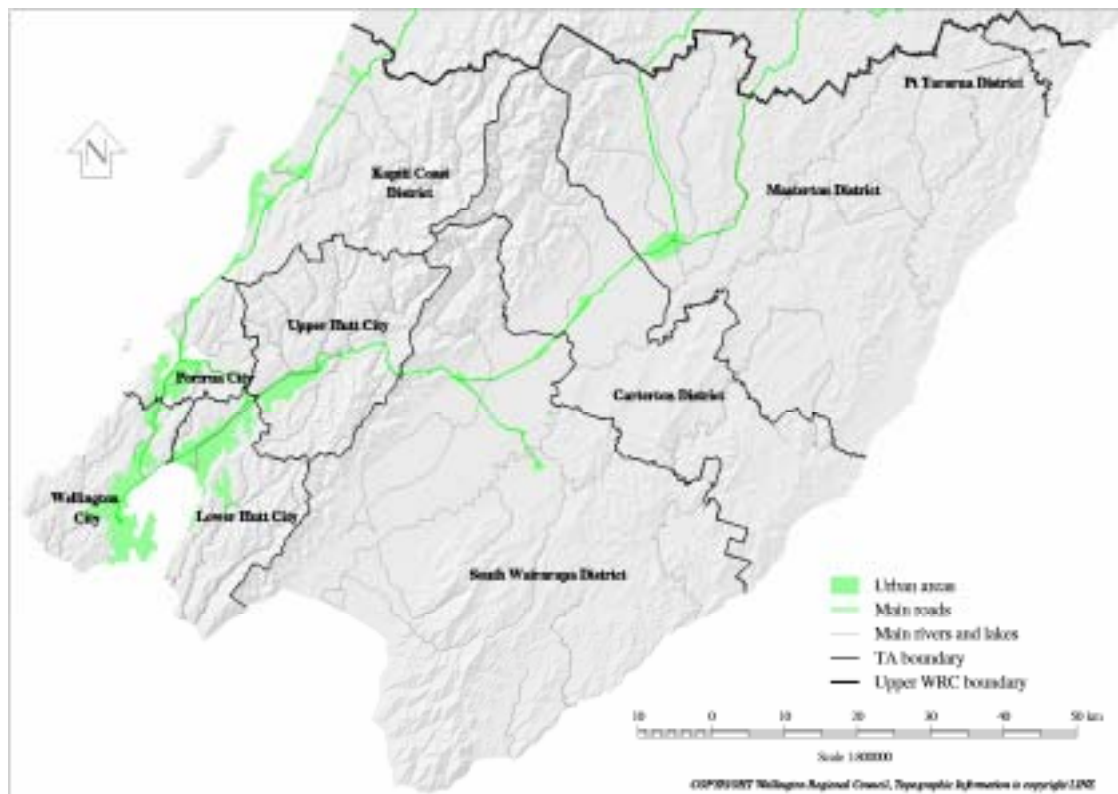 Pt Tararua District
N
Kapiti Coast
District
Masterton District
Upper Hutt City
Porirua City
Carterton District
Wellington
City
Lower Hutt City
South Wairarapa District
Urban areas
Main roads
Main rivers and lakes
TA boundary
Upper WRC boundary
10 0 10 20 30 40 50 km
Scale 1:800000
COPYRIGHT Wellington Regional Council, Topographic Information is copyright LINZ